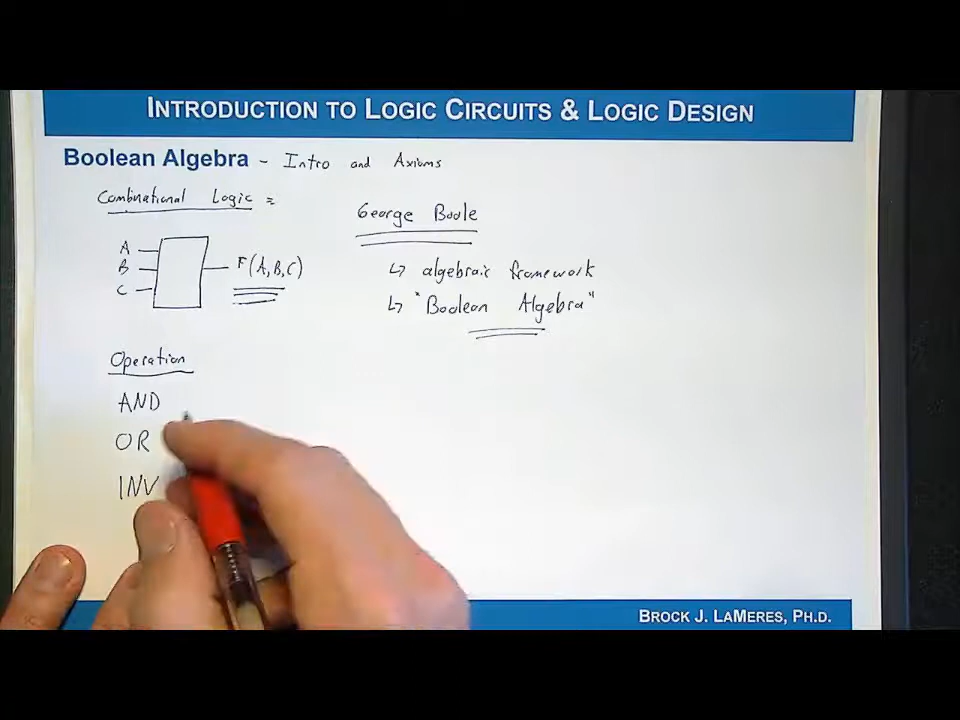 INTRODUCTION TO LOGIC CIRCUITS & LOGIC DESIGN
Boolean Algebra - Intro and Axioms
Combinational Logic =
A
B
C
F(A,B,C)
George Boole
↳ algebraic framework
↳ "Boolean Algebra"
Operation
AND
OR
INV
BROCK J. LAMERES, PH.D.